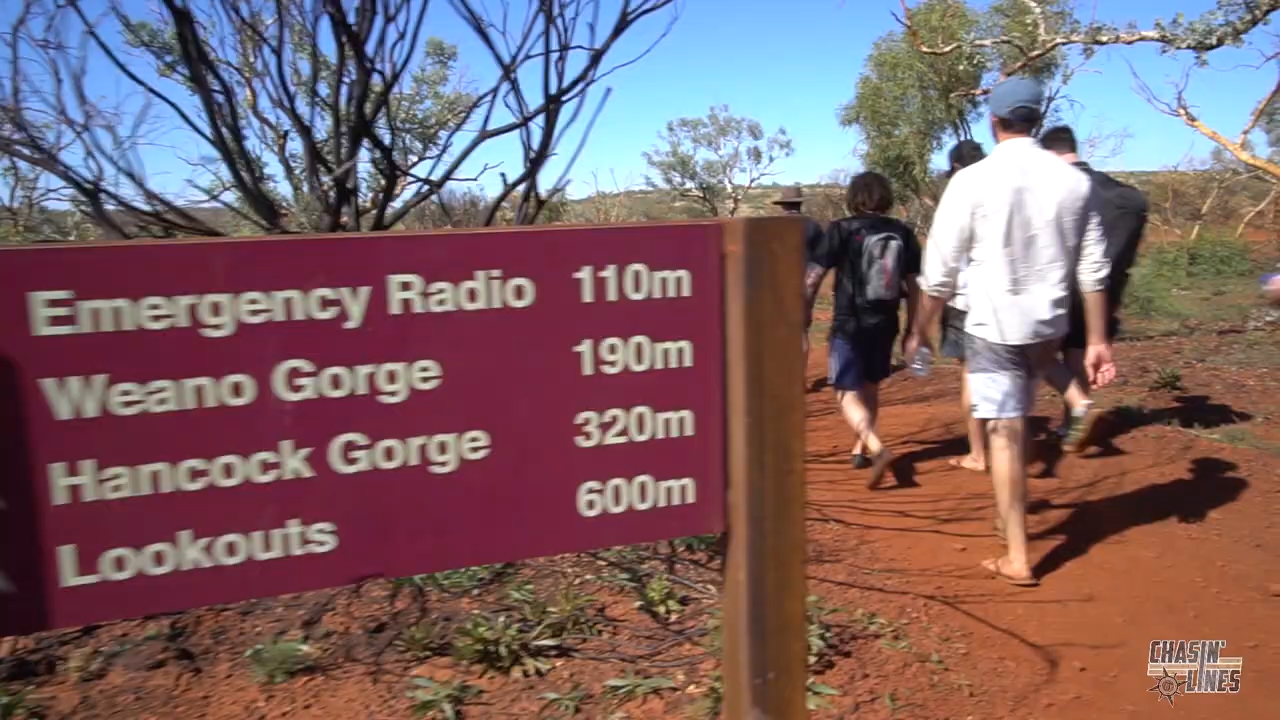 Emergency Radio 110m
Weano Gorge 190m
Hancock Gorge 320m
Lookouts 600m
CHASIN'
LINES